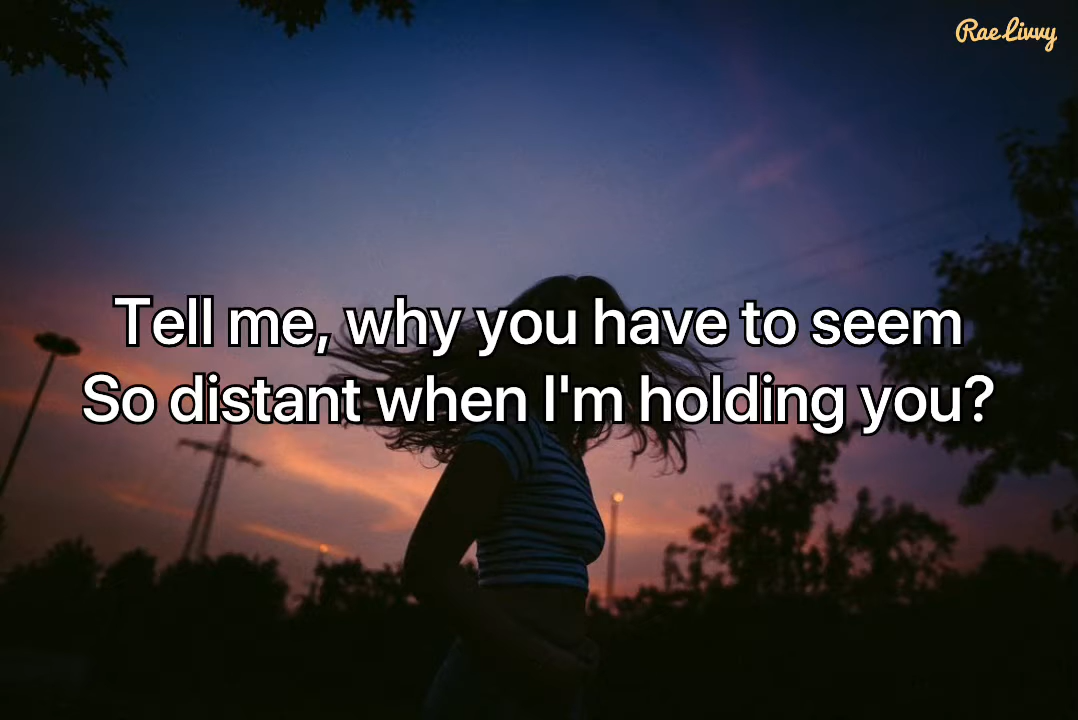 Rae Livvy
Tell me, why you have to seem
So distant when I'm holding you?